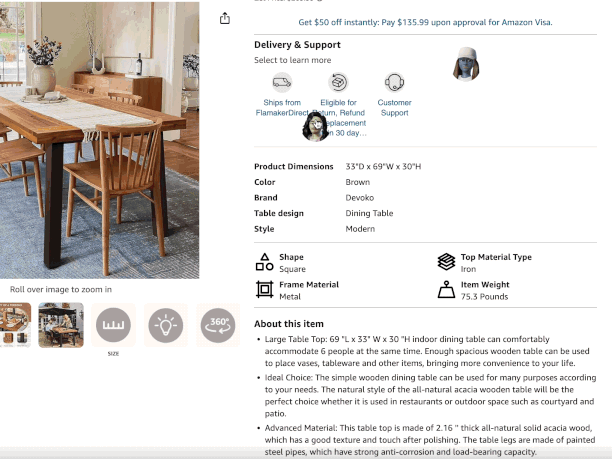 Get $50 off instantly: Pay $135.99 upon approval for Amazon Visa.
Delivery & Support
Select to learn more
Ships from
FlamakerDirect
Eligible for
Return, Refund
30 day…
Customer
Support
Product Dimensions 33"D x 69"W x 30"H
Color Brown
Brand Devoko
Table design Dining Table
Style Modern
Shape
Square
Top Material Type
Iron
Frame Material
Metal
Item Weight
75.3 Pounds
Roll over image to zoom in
360°
SIZE
About this item
• Large Table Top: 69 "L x 33" W x 30 "H indoor dining table can comfortably
accommodate 6 people at the same time. Enough spacious wooden table can be used
to place vases, tableware and other items, bringing more convenience to your life.
• Ideal Choice: The simple wooden dining table can be used for many purposes according
to your needs. The natural style of the all-natural acacia wooden table will be the
perfect choice whether it is used in restaurants or outdoor space such as courtyard and
patio.
• Advanced Material: This table top is made of 2.16 " thick all-natural solid acacia wood,
which has a good texture and touch after polishing. The table legs are made of painted
steel pipes, which have strong anti-corrosion and load-bearing capacity.